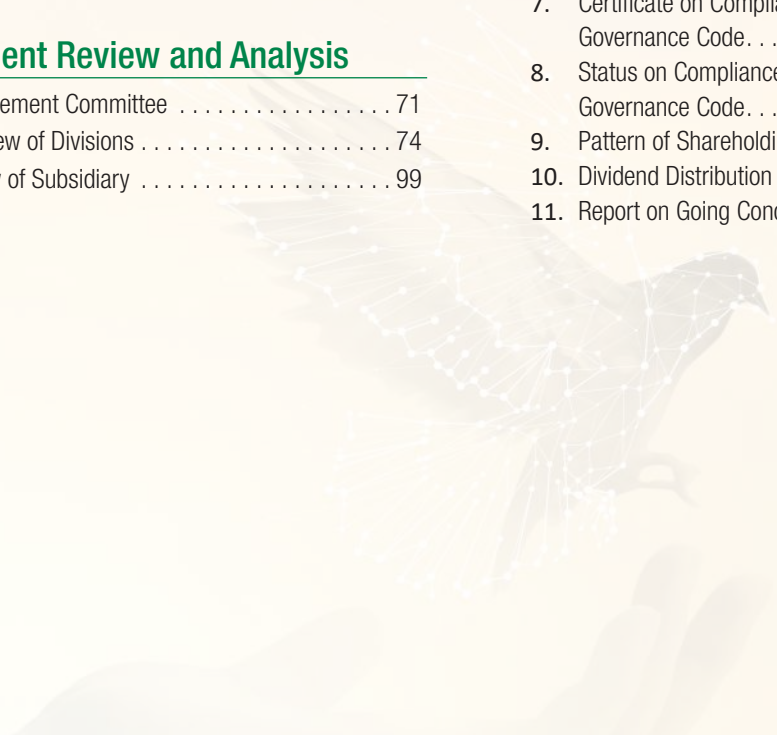 ent Review and Analysis
ement Committee . . . . . . . . . . . . . . . . . 71
ew of Divisions . . . . . . . . . . . . . . . . . . . . 74
of Subsidiary . . . . . . . . . . . . . . . . . . . . 99
7. Certificate on Complia
Governance Code. . .
8. Status on Compliance
Governance Code. . .
9. Pattern of Shareholdi
10. Dividend Distribution
11. Report on Going Conc